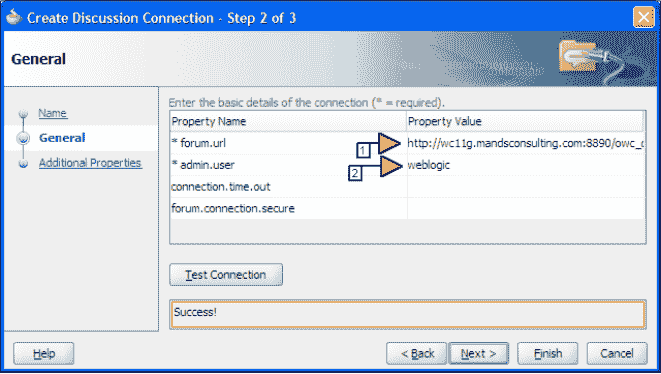 Create Discussion Connection - Step 2 of 3
General
Name
General
Additional Properties
Enter the basic details of the connection (* = required).
Property Name Property Value
* forum.url 1 http://wc11g.mandsconsulting.com:8890/owc_
* admin.user 2 weblogic
connection.time.out
forum.connection.secure
Test Connection
Success!
Help < Back Next > Finish Cancel